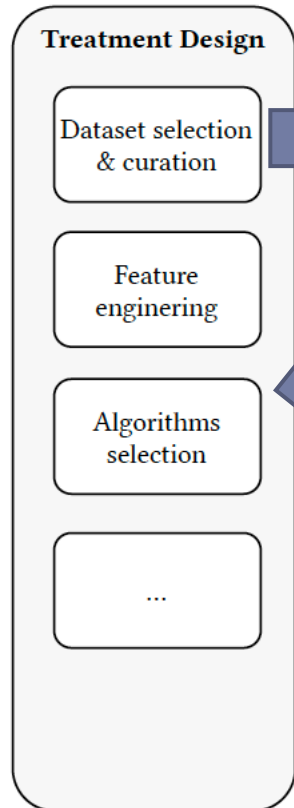 Treatment Design
Dataset selection
& curation
Feature
enginering
Algorithms
selection
...